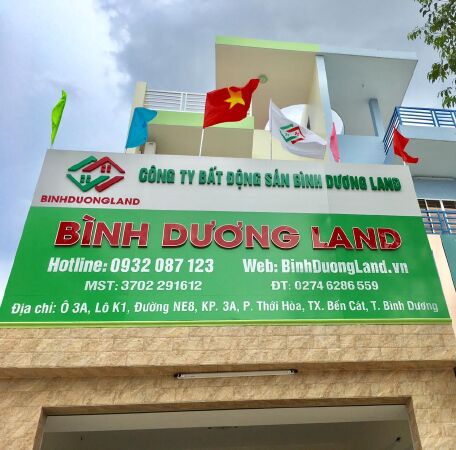 CÔNG TY BẤT ĐỘNG SẢN BÌNH DƯƠNG LAND
BINHDUONGLAND
BÌNH DƯƠNG LAND
Hotline: 0932 087 123 Web: BinhDuongLand.vn
MST: 3702 291612 ĐT: 0274 6286 559
Địa chỉ: Ô 3A, Lô K1, Đường NE8, KP. 3A, P. Thới Hòa, TX. Bến Cát, T. Bình Dương